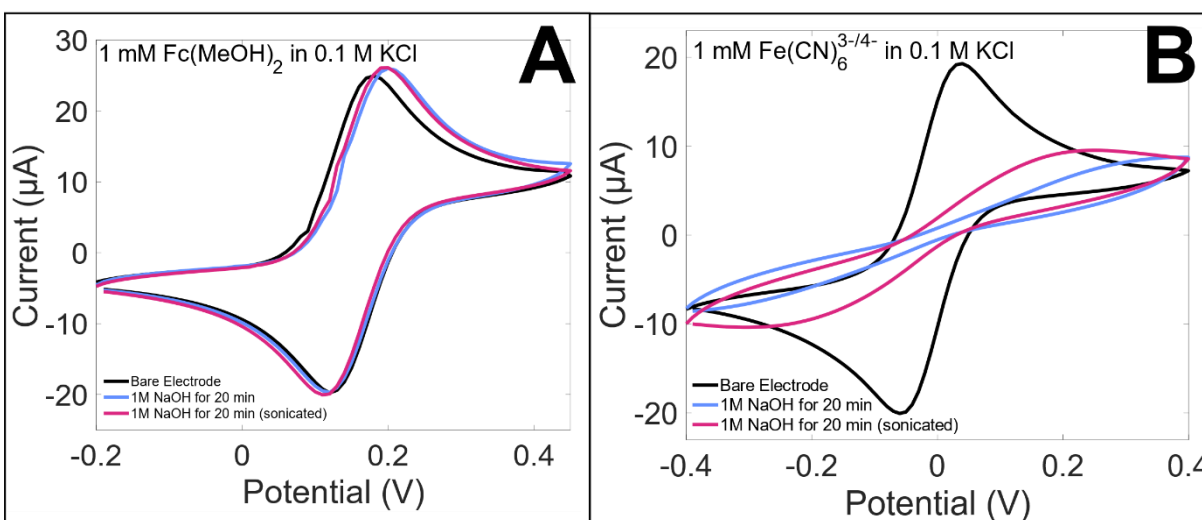 A
1 mM Fc(MeOH)2 in 0.1 M KCl
30
20
10
0
-10
-20
Current (µA)
Bare Electrode
1M NaOH for 20 min
1M NaOH for 20 min (sonicated)
-0.2
0
0.2
0.4
Potential (V)
B
1 mM Fe(CN)6 3-/4- in 0.1 M KCl
20
10
0
-10
-20
Current (µA)
Bare Electrode
1M NaOH for 20 min
1M NaOH for 20 min (sonicated)
-0.4
-0.2
0
0.2
0.4
Potential (V)